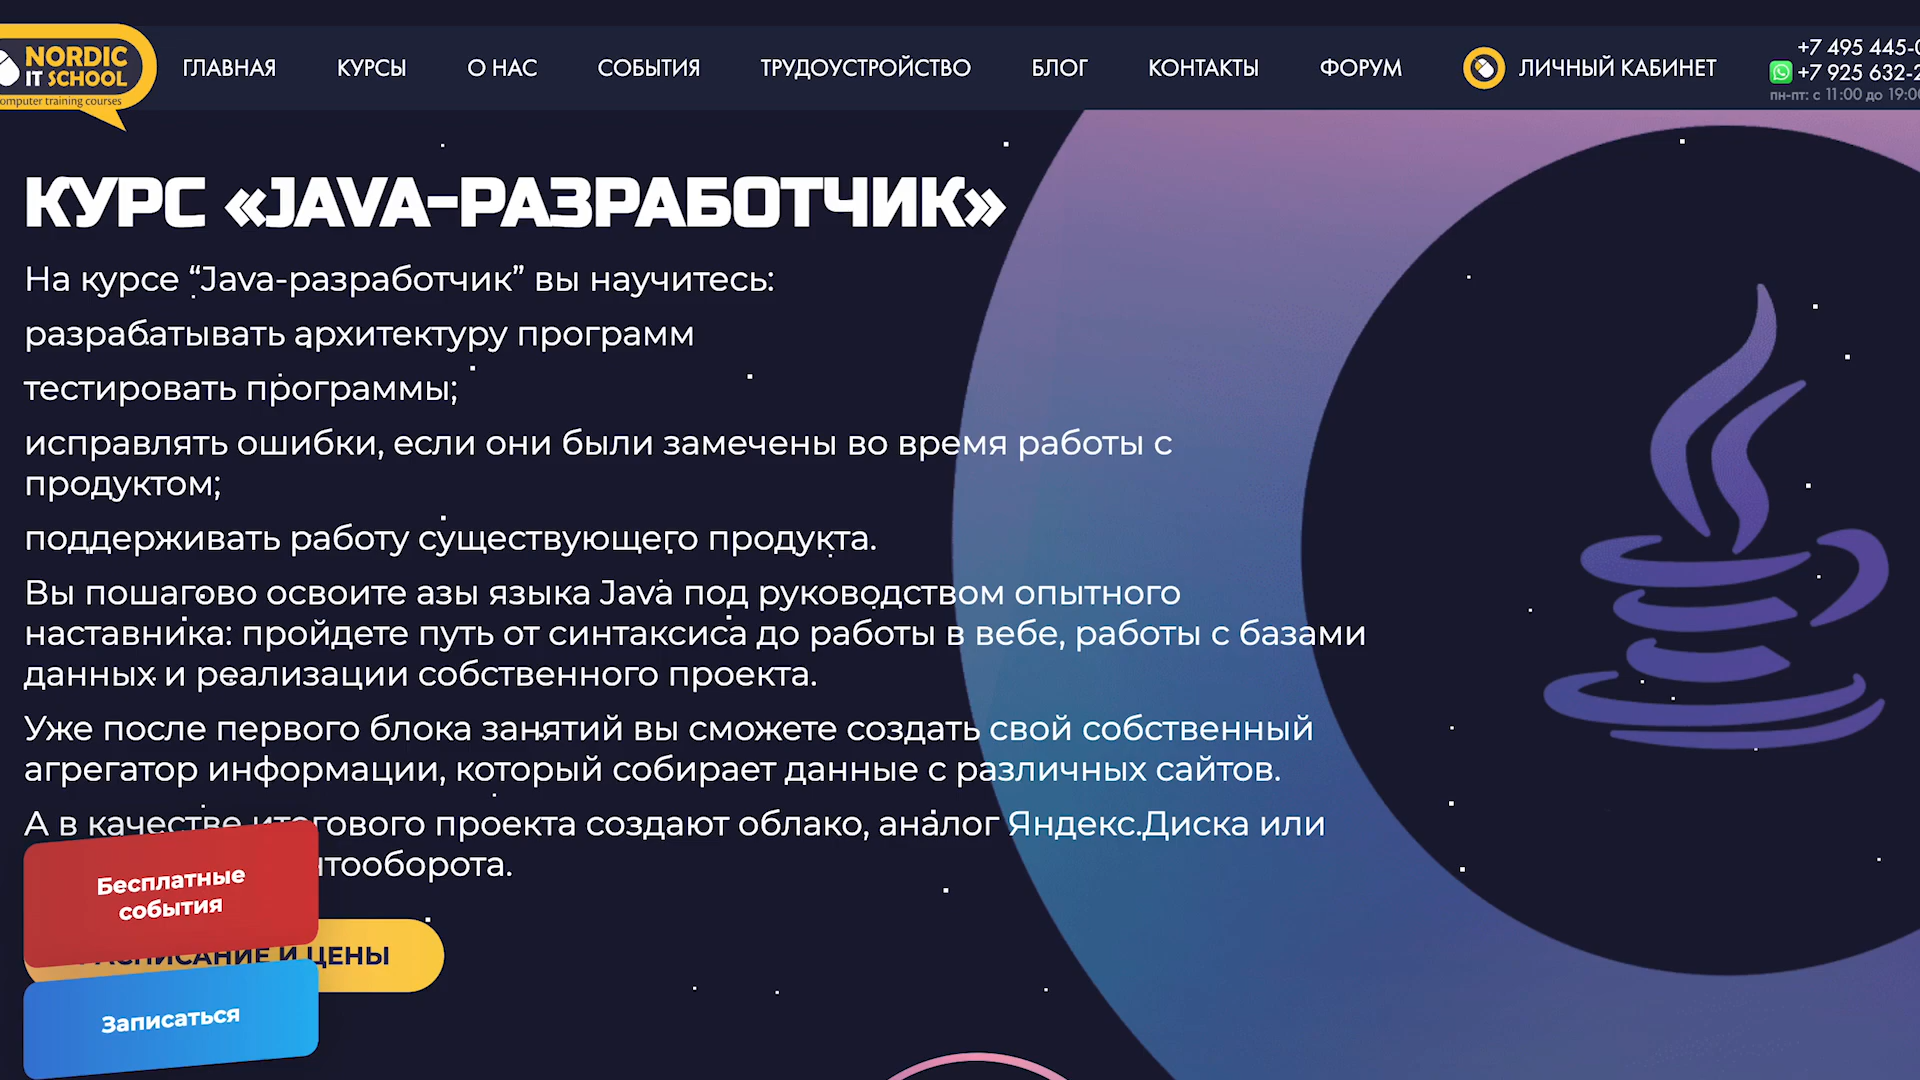 NORDIC
IT SCHOOL
omputer training courses
ГЛАВНАЯ КУРСЫ О НАС СОБЫТИЯ ТРУДОУСТРОЙСТВО БЛОГ КОНТАКТЫ ФОРУМ ЛИЧНЫЙ КАБИНЕТ
+7 495 445-0
+7 925 632-2
пн-пт: с 11:00 до 19:00
КУРС «JAVA-РАЗРАБОТЧИК»
На курсе “Java-разработчик” вы научитесь:
разрабатывать архитектуру программ
тестировать программы;
исправлять ошибки, если они были замечены во время работы с
продуктом;
поддерживать работу существующего продукта.
Вы пошагово освоите азы языка Java под руководством опытного
наставника: пройдете путь от синтаксиса до работы в вебе, работы с базами
данных и реализации собственного проекта.
Уже после первого блока занятий вы сможете создать свой собственный
агрегатор информации, который собирает данные с различных сайтов.
А в качестве итогового проекта создают облако, аналог Яндекс.Диска или
нтооборота.
Бесплатные
события
РАСПИСАНИЕ И ЦЕНЫ
Записаться